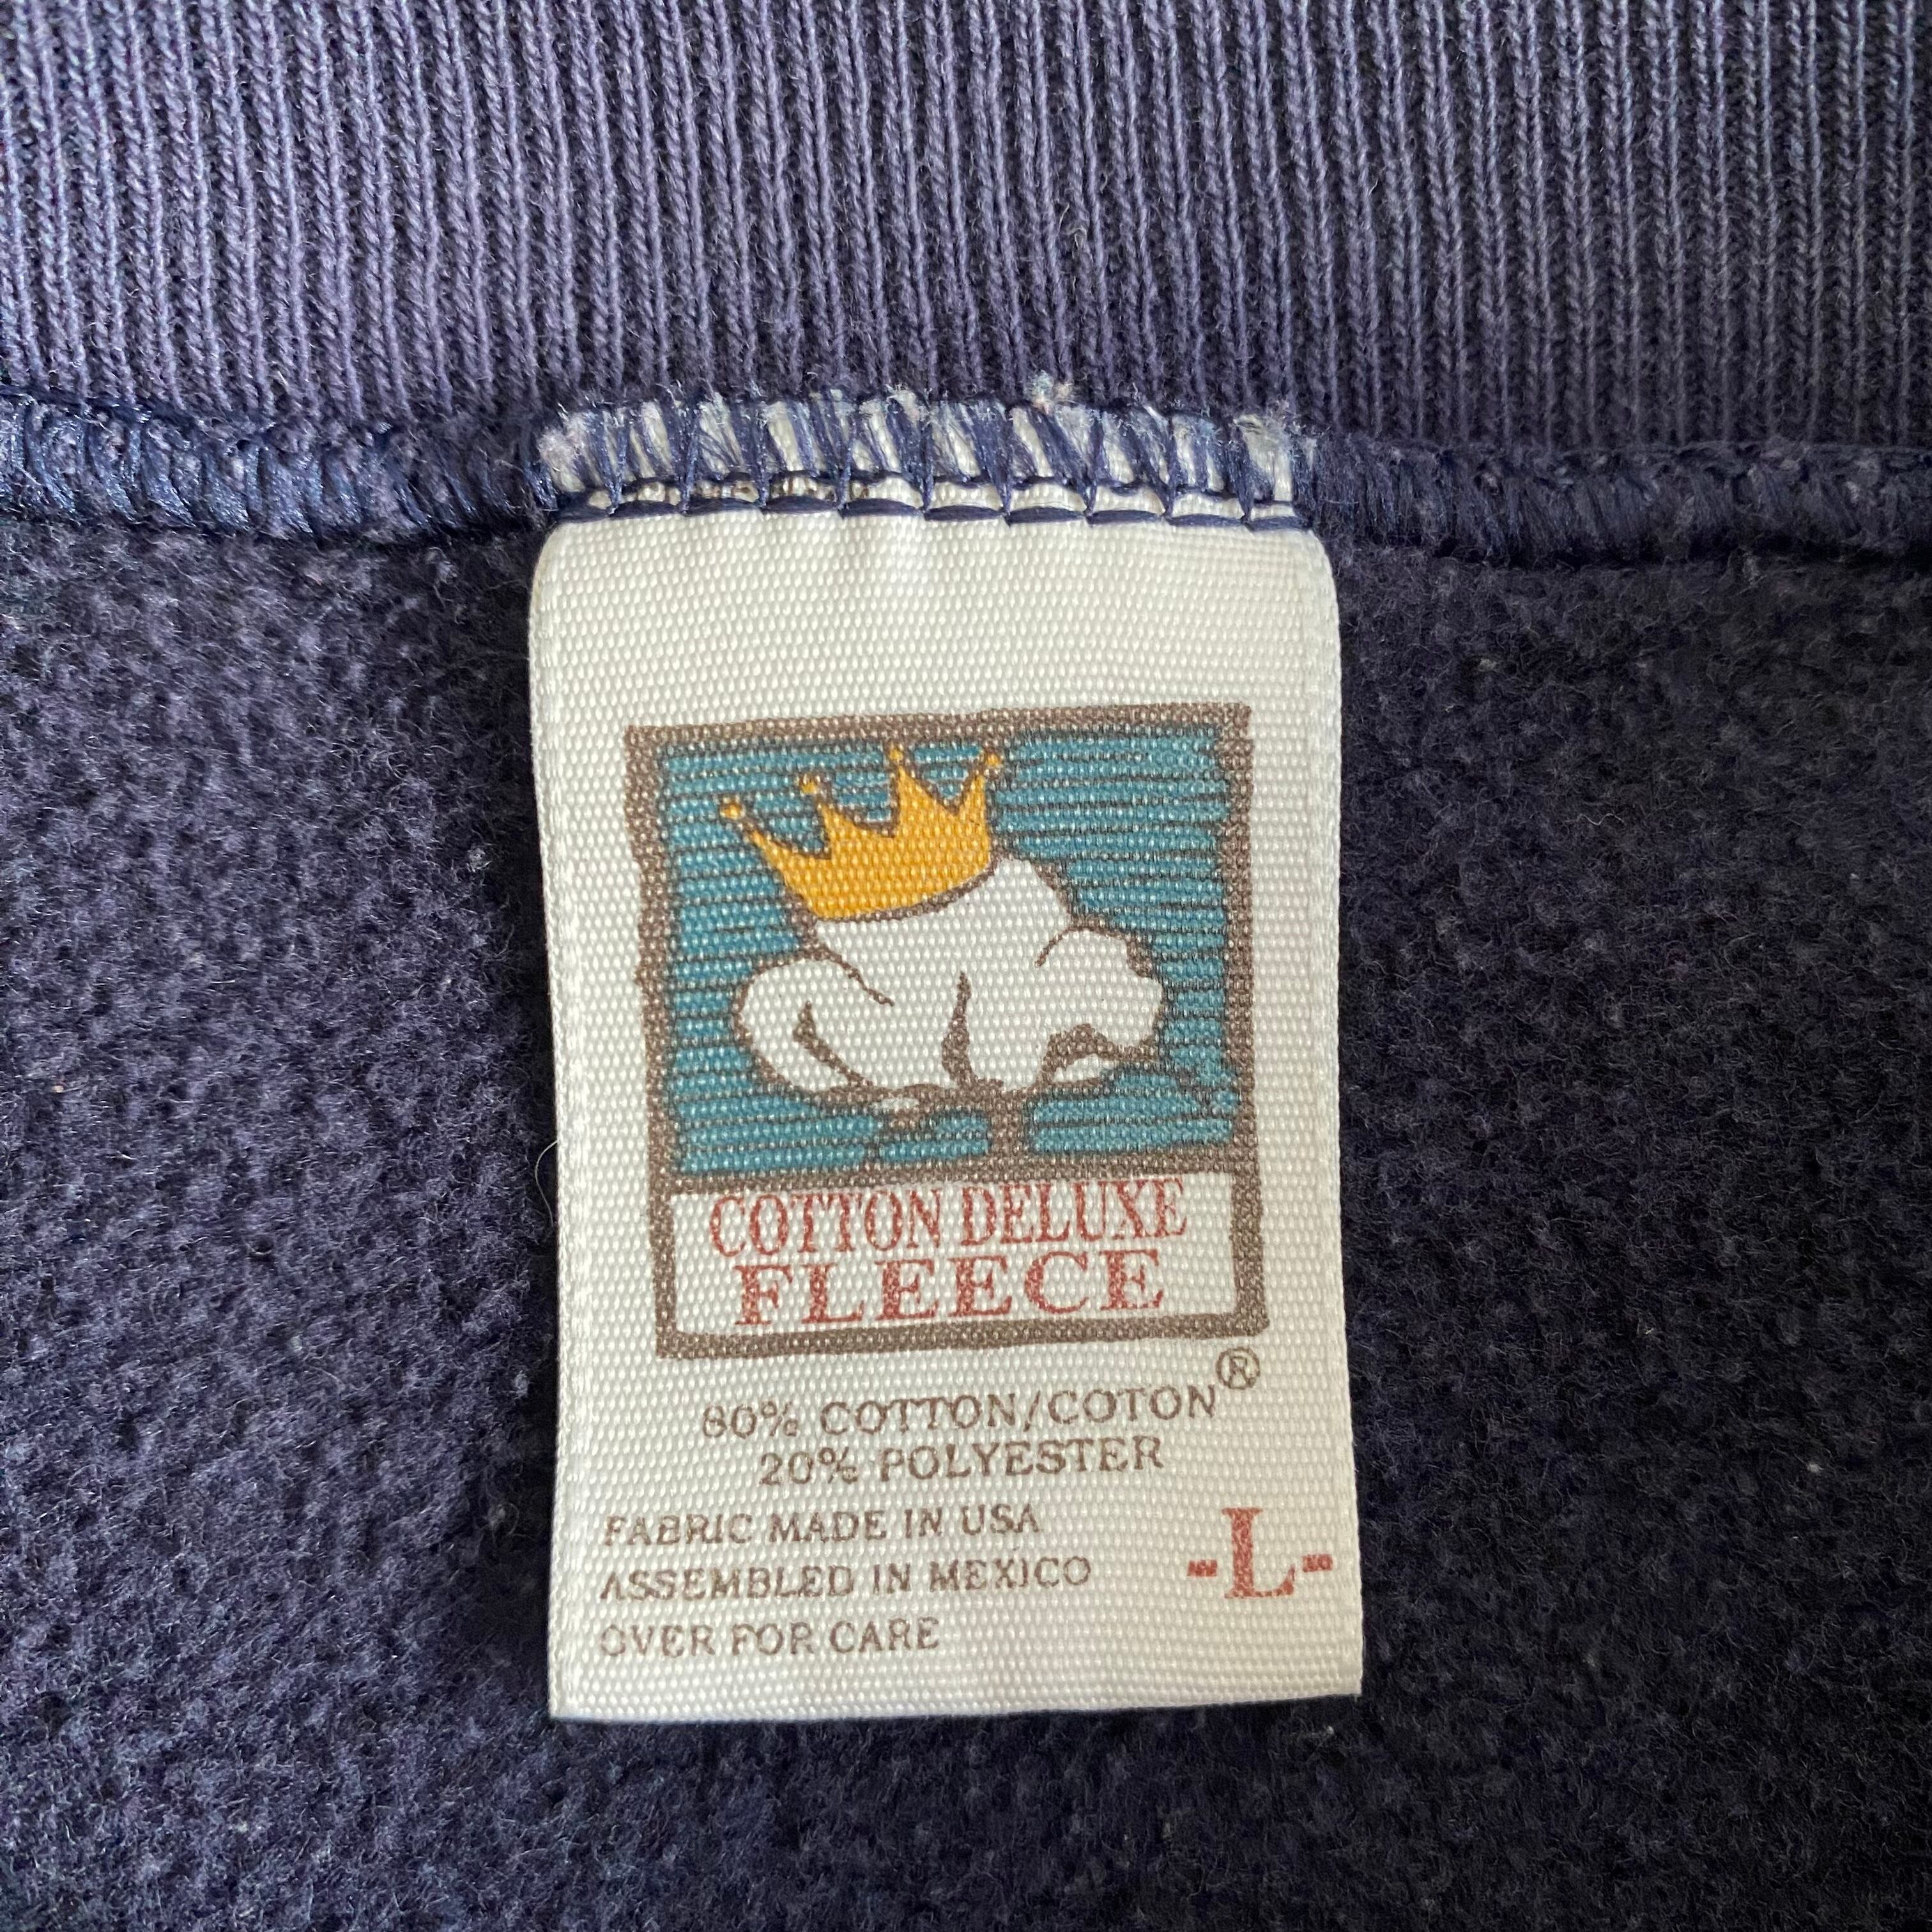 COTTON DELUXE
FLEECE
®
80% COTTON/COTON
20% POLYESTER
FABRIC MADE IN USA
ASSEMBLED IN MEXICO
-L-
OVER FOR CARE